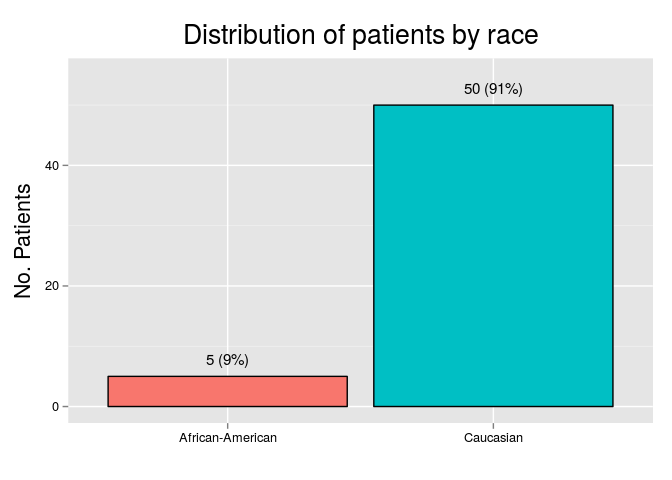 Distribution of patients by race
No. Patients
50 (91%)
40
20
5 (9%)
0
African-American
Caucasian